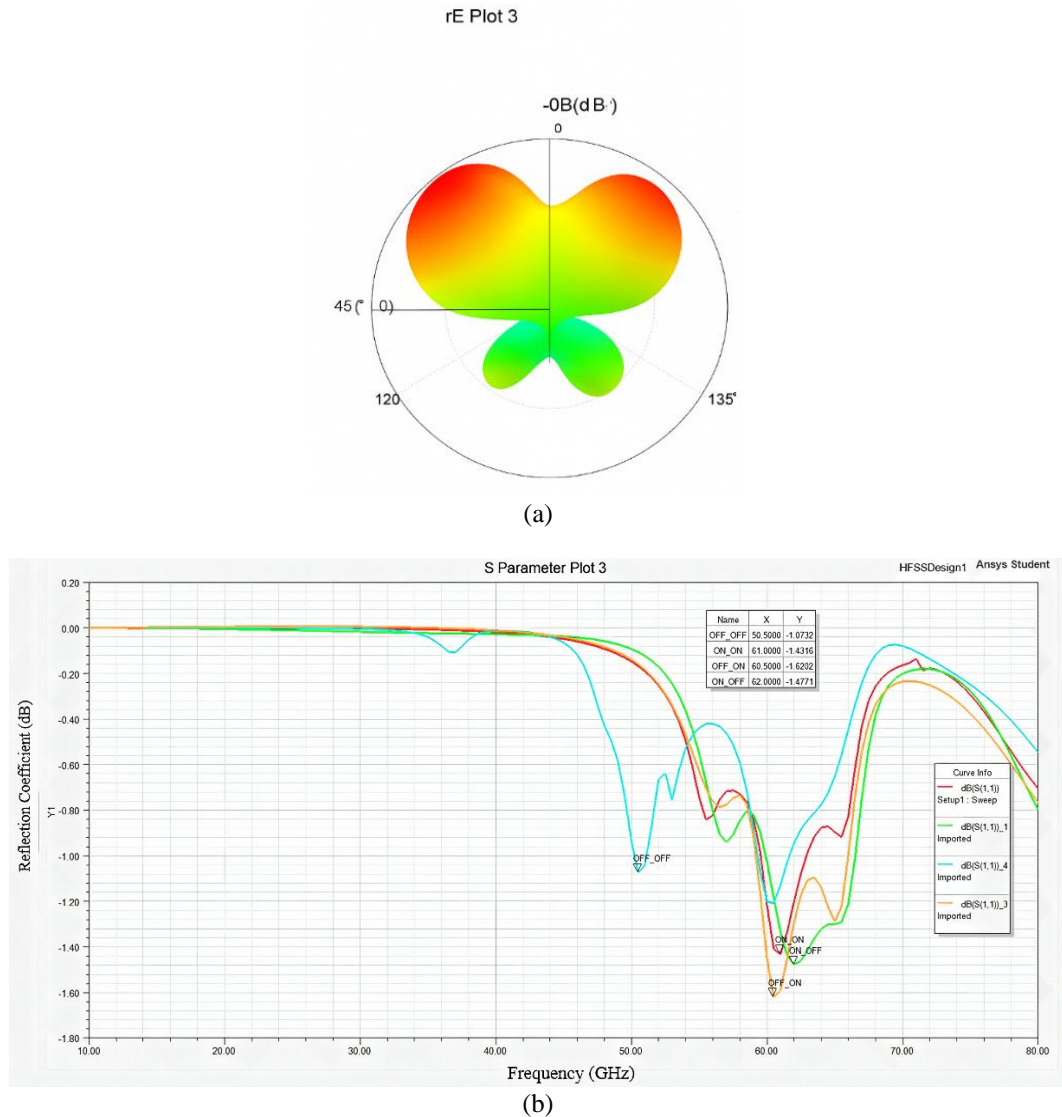 rE Plot 3
-0B(dB·)
0
45(° 0)
120
135°
(a)
S Parameter Plot 3
HFSSDesign1 Ansys Student
0.20
0.00
-0.20
-0.40
-0.60
-0.80
-1.00
-1.20
-1.40
-1.60
-1.80
Reflection Coefficient (dB)
Y1
Name X Y
OFF_OFF 50.5000 -1.0732
ON_ON 61.0000 -1.4316
OFF_ON 60.5000 -1.6202
ON_OFF 62.0000 -1.4771
Curve Info
dB(S(1,1))
Setup1 : Sweep
dB(S(1,1))_1
Imported
dB(S(1,1))_4
Imported
dB(S(1,1))_3
Imported
OFF_OFF
ON_ON
ON_OFF
OFF_ON
10.00 20.00 30.00 40.00 50.00 60.00 70.00 80.00
Frequency (GHz)
(b)